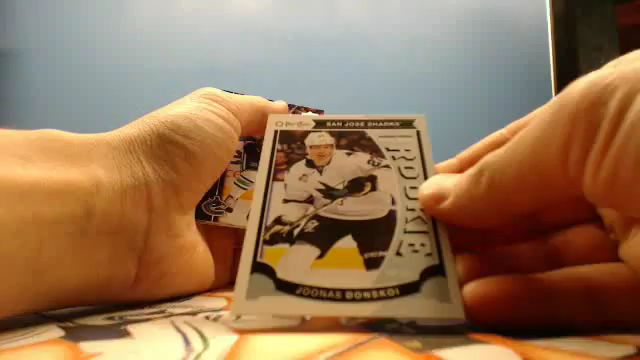 O-Pee-Chee
SAN JOSE SHARKS
ROOKIE
JOONAS DONSKOI